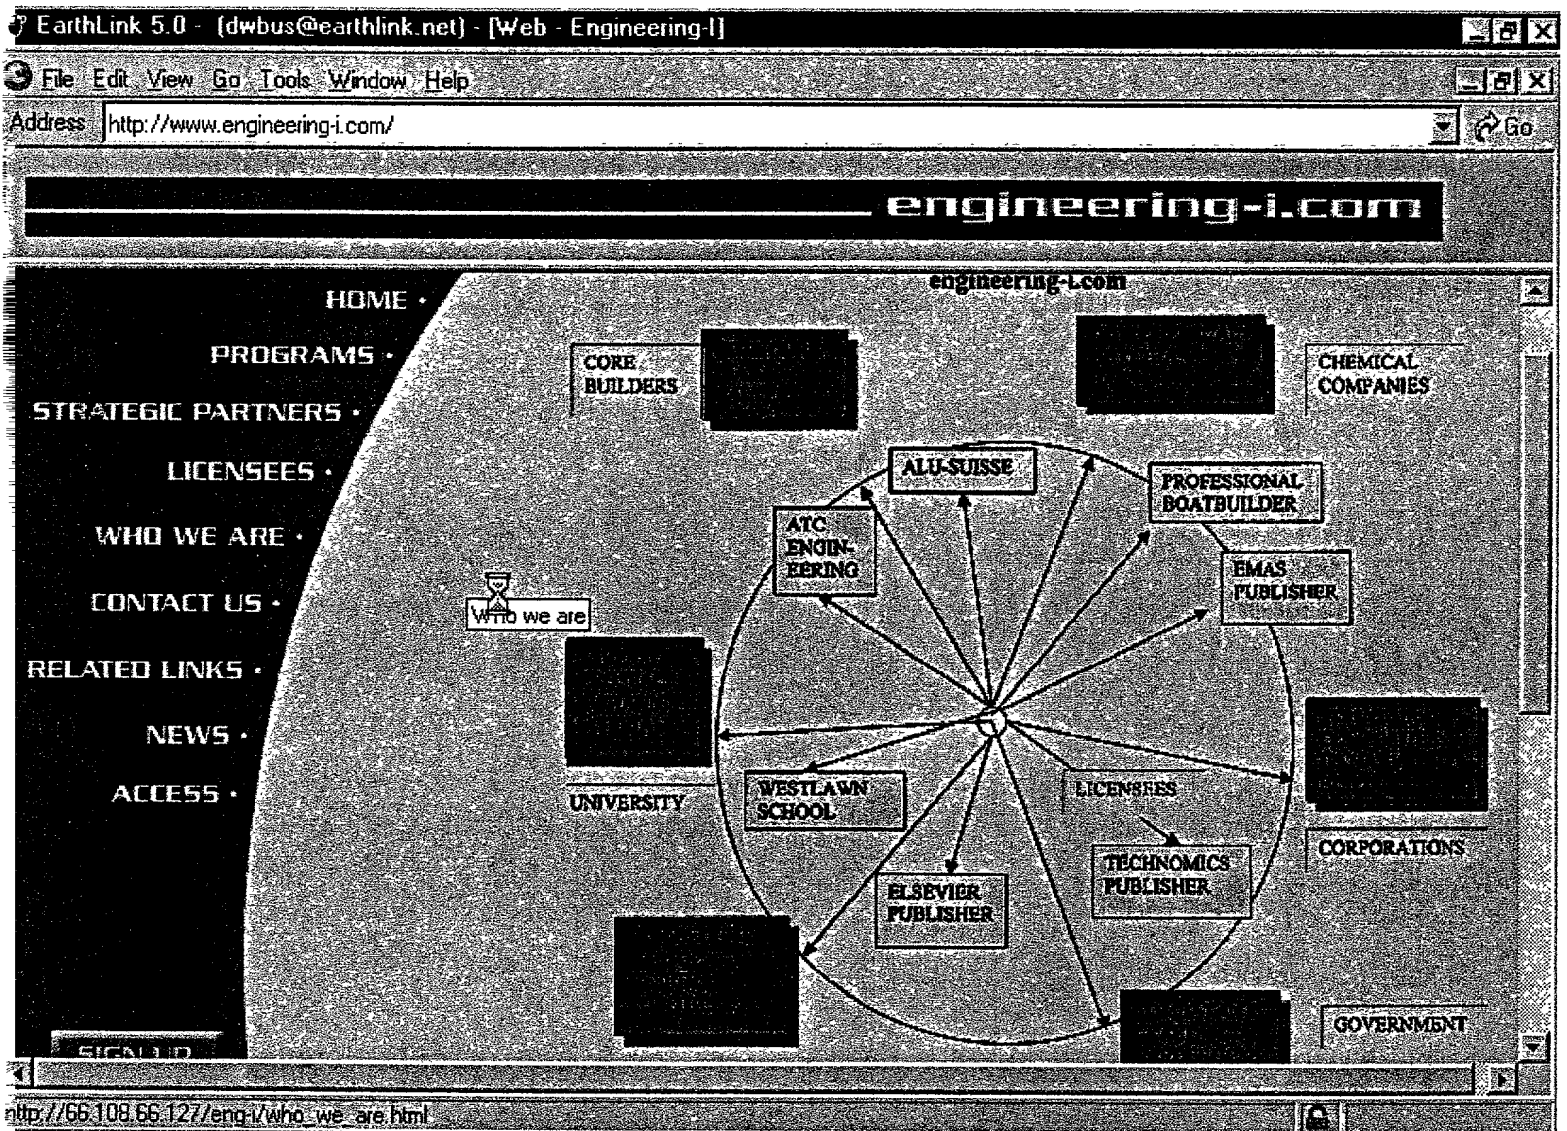 EarthLink 5.0 - (dwbus@earthlink.net) - [Web - Engineering-I]
File Edit View Go Tools Window Help
Address http://www.engineering-i.com/ Go
engineering-i.com
engineering-i.com
HOME ·
PROGRAMS ·
STRATEGIC PARTNERS ·
LICENSEES ·
WHO WE ARE ·
CONTACT US ·
RELATED LINKS ·
NEWS ·
ACCESS ·
SIGN UP
CORE
BUILDERS
CHEMICAL
COMPANIES
ALU-SUISSE
PROFESSIONAL
BOATBUILDER
ATC
ENGIN-
EERING
EMAS
PUBLISHER
Who we are
UNIVERSITY
WESTLAWN
SCHOOL
LICENSEES
CORPORATIONS
TECHNOMICS
PUBLISHER
ELSEVIER
PUBLISHER
GOVERNMENT
http://66.108.66.127/eng-i/who_we_are.html